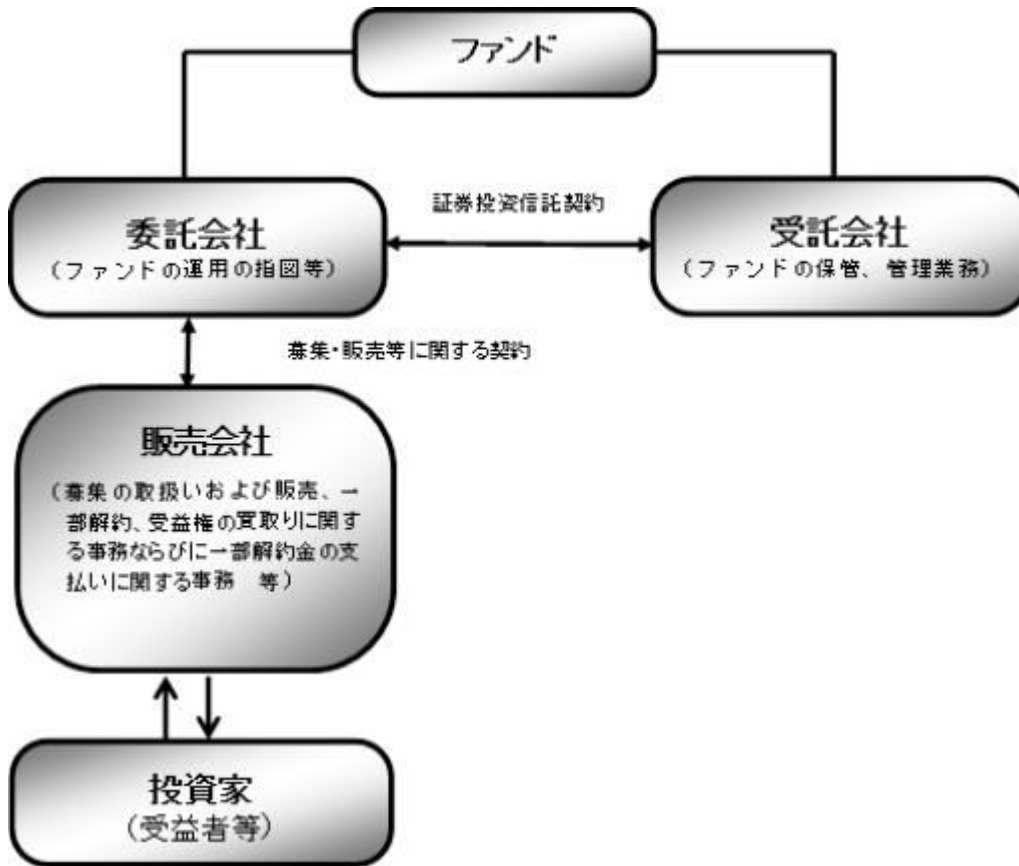 ファンド
委託会社
(ファンドの運用の指図等)
証券投資信託契約
受託会社
(ファンドの保管、管理業務)
募集・販売等に関する契約
販売会社
(募集の取扱いおよび販売、一
部解約、受益権の買取りに関す
る事務ならびに一部解約金の支
払いに関する事務 等)
投資家
(受益者等)